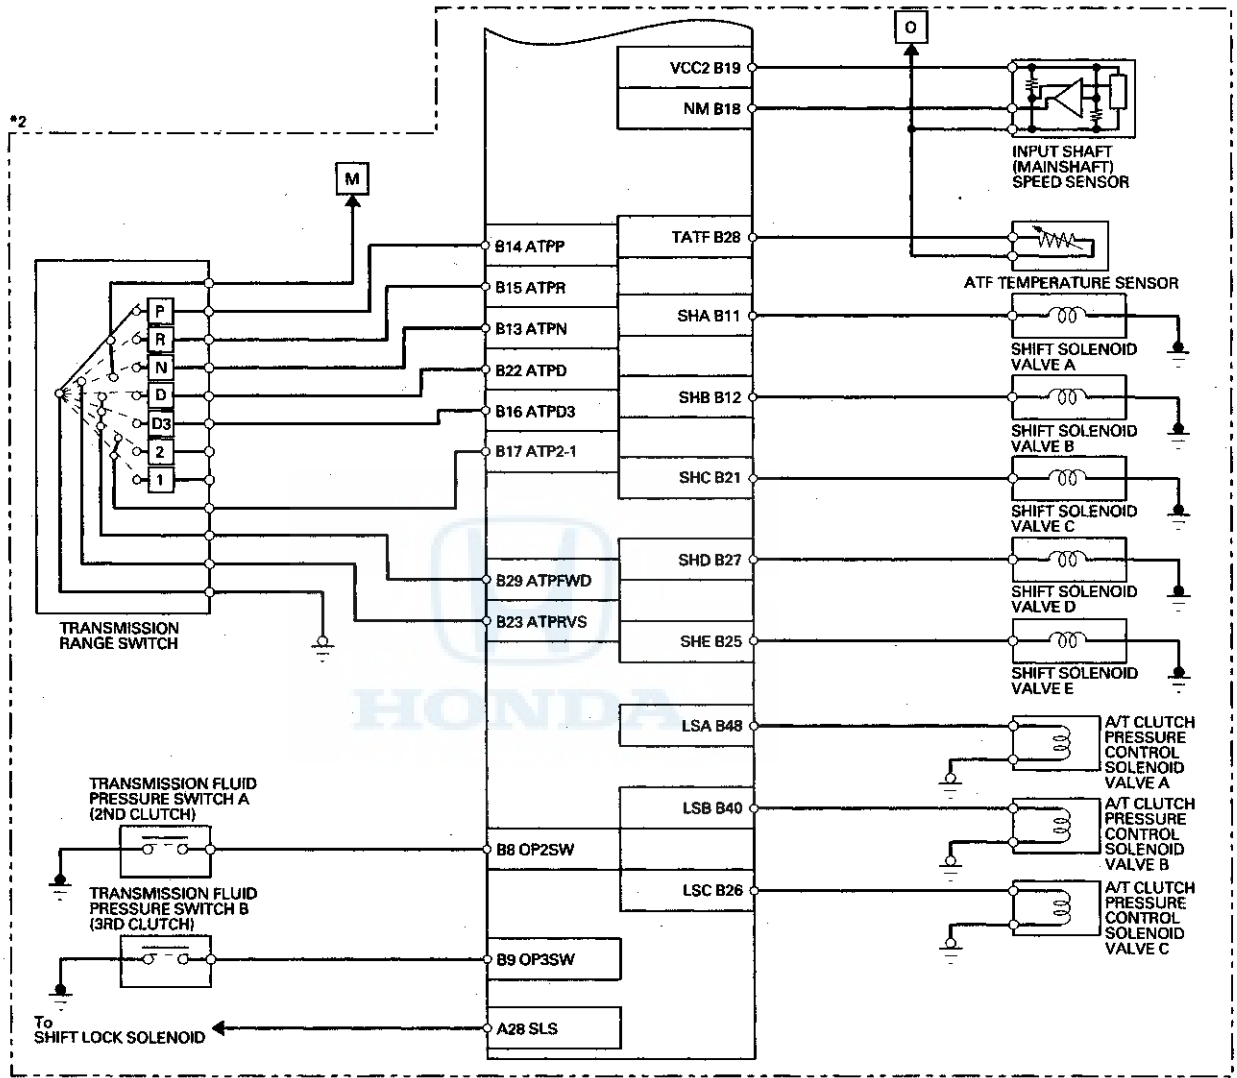 O
VCC2 B19
NM B18
INPUT SHAFT
(MAINSHAFT)
SPEED SENSOR
*2
M
B14 ATPP
TATF B28
ATF TEMPERATURE SENSOR
B15 ATPR
P
R
N
D
D3
2
1
SHA B11
SHIFT SOLENOID
VALVE A
B13 ATPN
B22 ATPD
SHB B12
SHIFT SOLENOID
VALVE B
B16 ATPD3
B17 ATP2-1
SHC B21
SHIFT SOLENOID
VALVE C
SHD B27
SHIFT SOLENOID
VALVE D
B29 ATPFWD
B23 ATPRVS
TRANSMISSION
RANGE SWITCH
SHE B25
SHIFT SOLENOID
VALVE E
HONDA
LSA B48
A/T CLUTCH
PRESSURE
CONTROL
SOLENOID
VALVE A
TRANSMISSION FLUID
PRESSURE SWITCH A
(2ND CLUTCH)
LSB B40
A/T CLUTCH
PRESSURE
CONTROL
SOLENOID
VALVE B
B8 OP2SW
TRANSMISSION FLUID
PRESSURE SWITCH B
(3RD CLUTCH)
LSC B26
A/T CLUTCH
PRESSURE
CONTROL
SOLENOID
VALVE C
B9 OP3SW
To
SHIFT LOCK SOLENOID
A28 SLS